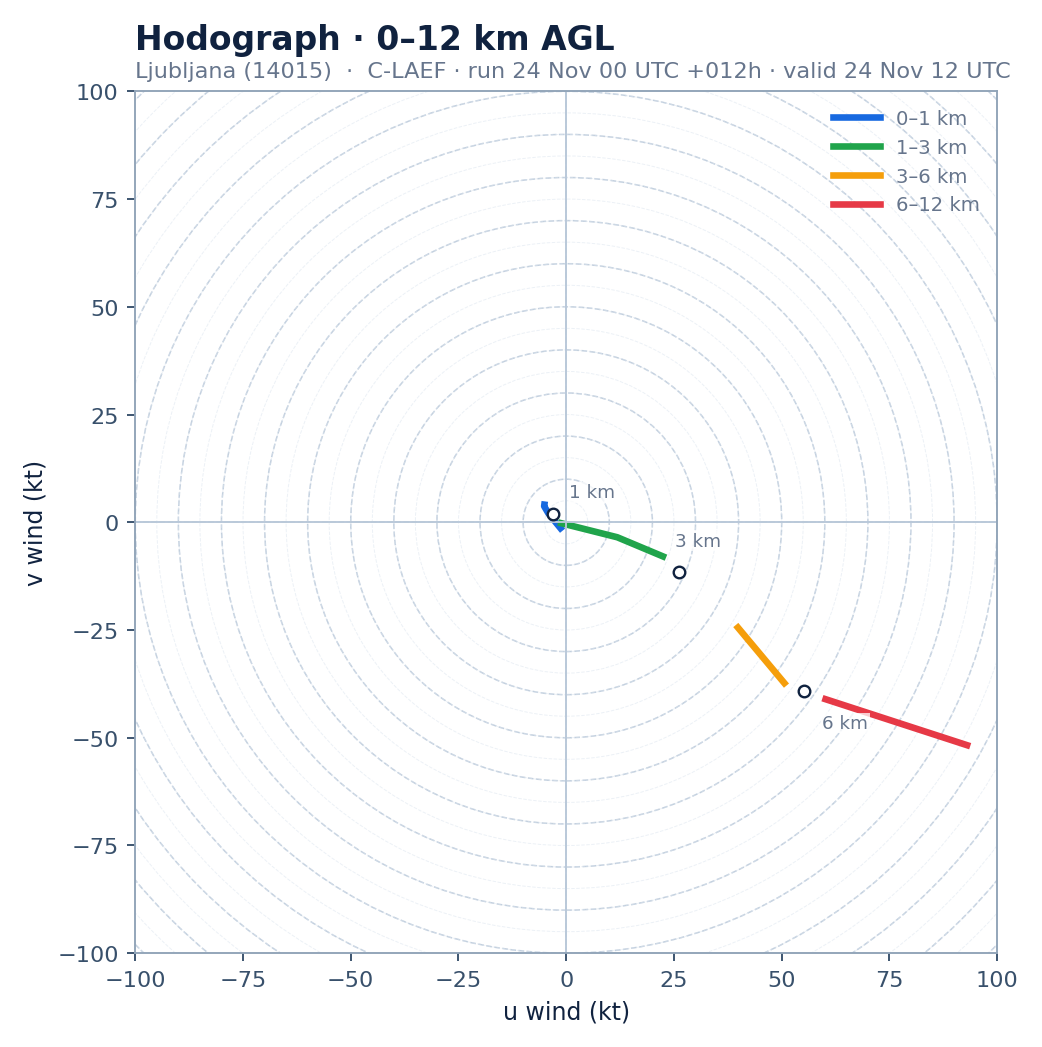 Hodograph · 0–12 km AGL
Ljubljana (14015) · C-LAEF · run 24 Nov 00 UTC +012h · valid 24 Nov 12 UTC
100
75
50
25
0
−25
−50
−75
−100
v wind (kt)
0–1 km
1–3 km
3–6 km
6–12 km
1 km
3 km
6 km
−100
−75
−50
−25
0
25
50
75
100
u wind (kt)